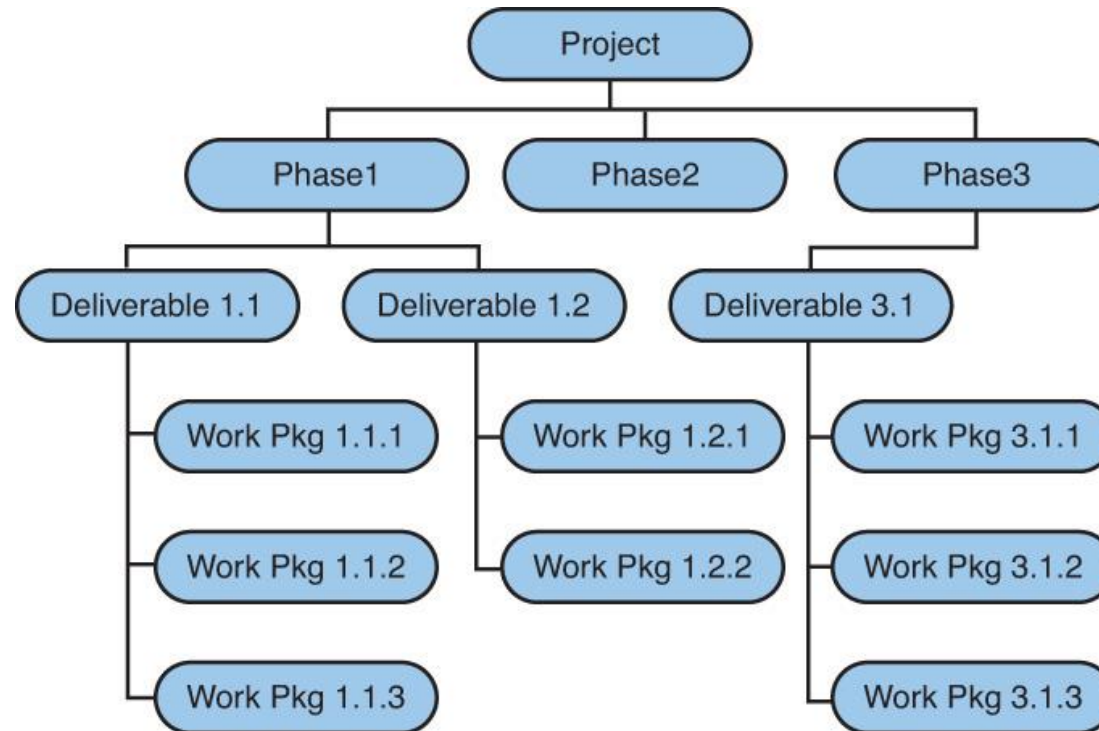 Project
Phase1
Phase2
Phase3
Deliverable 1.1
Deliverable 1.2
Deliverable 3.1
Work Pkg 1.1.1
Work Pkg 1.2.1
Work Pkg 3.1.1
Work Pkg 1.1.2
Work Pkg 1.2.2
Work Pkg 3.1.2
Work Pkg 1.1.3
Work Pkg 3.1.3